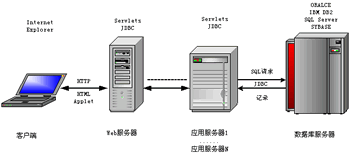 Internet
Explorer
Servlets
JDBC
Servlets
JDBC
ORALCE
IBM DB2
SQL Server
SYBASE
HTTP
HTML
Applet
SQL请求
JDBC
记录
客户端
Web服务器
应用服务器1
......
应用服务器N
数据库服务器